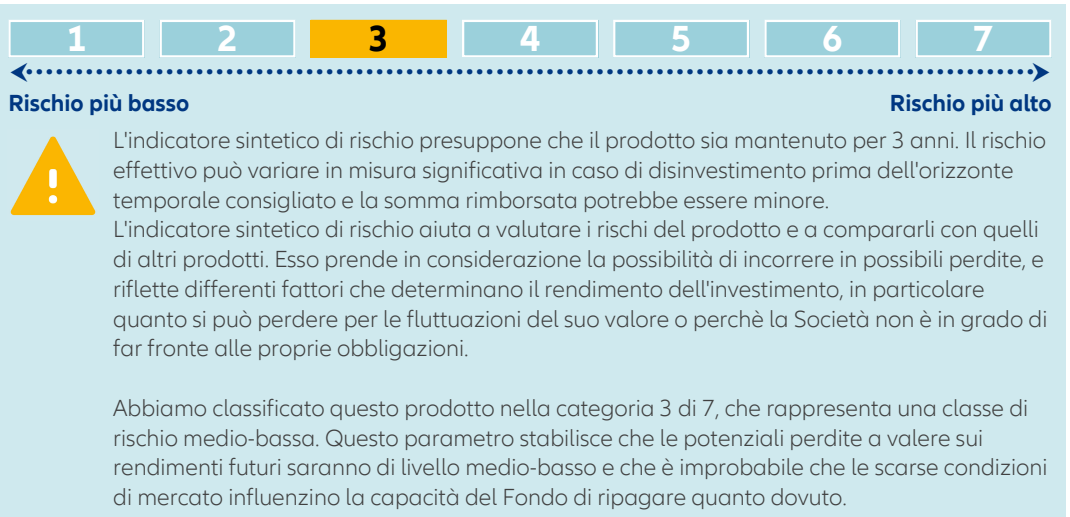 1 2 3 4 5 6 7
Rischio più basso Rischio più alto
L'indicatore sintetico di rischio presuppone che il prodotto sia mantenuto per 3 anni. Il rischio
effettivo può variare in misura significativa in caso di disinvestimento prima dell'orizzonte
temporale consigliato e la somma rimborsata potrebbe essere minore.
L'indicatore sintetico di rischio aiuta a valutare i rischi del prodotto e a compararli con quelli
di altri prodotti. Esso prende in considerazione la possibilità di incorrere in possibili perdite, e
riflette differenti fattori che determinano il rendimento dell'investimento, in particolare
quanto si può perdere per le fluttuazioni del suo valore o perchè la Società non è in grado di
far fronte alle proprie obbligazioni.
Abbiamo classificato questo prodotto nella categoria 3 di 7, che rappresenta una classe di
rischio medio-bassa. Questo parametro stabilisce che le potenziali perdite a valere sui
rendimenti futuri saranno di livello medio-basso e che è improbabile che le scarse condizioni
di mercato influenzino la capacità del Fondo di ripagare quanto dovuto.